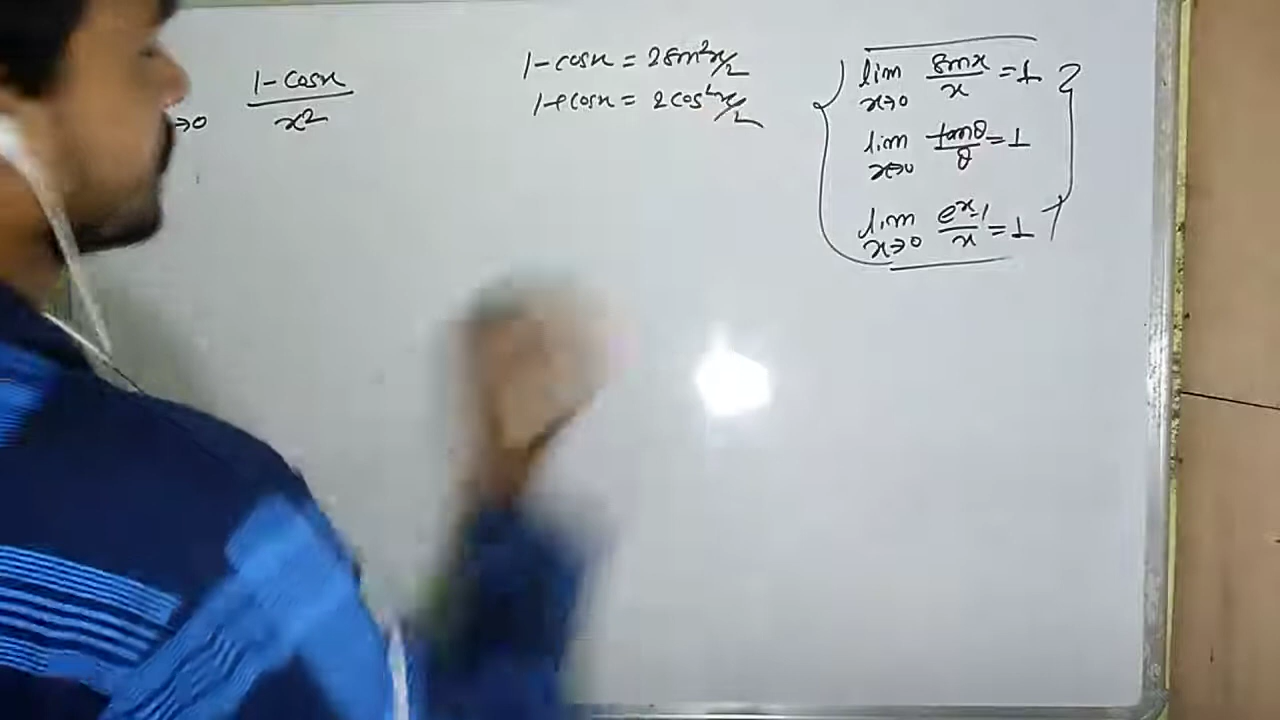 →0 (1-cosx)/x²
1-cosx = 2sin²x/2
1+cosx = 2cos²x/2
lim x→0 sinx/x = 1
lim x→0 tanθ/θ = 1
lim x→0 (eˣ-1)/x = 1